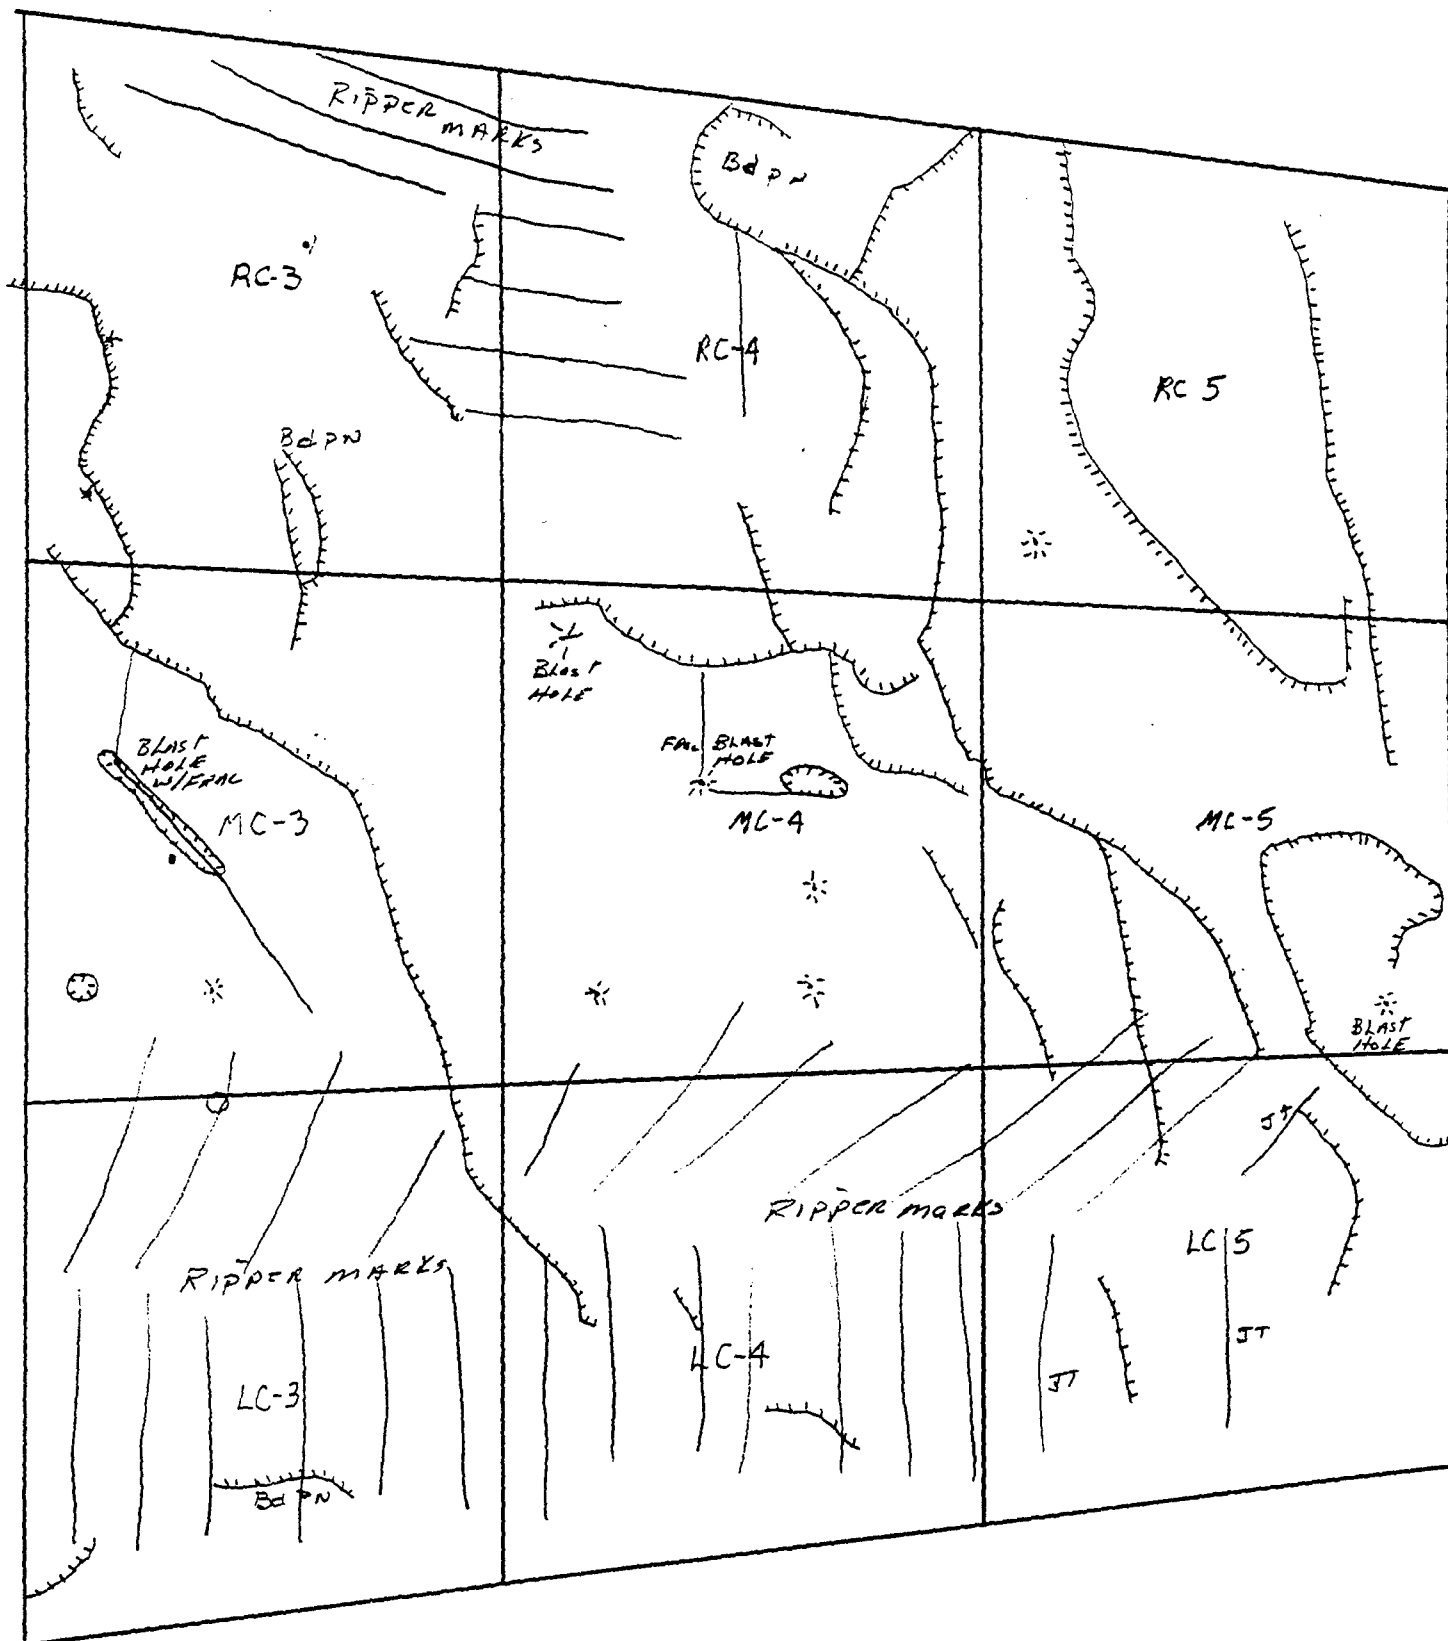 RIPPER
MARKS
Bd PN
RC-3
RC-4
RC 5
Bd PN
BLAST
HOLE
BLAST
HOLE
W/FRAC
MC-3
BLAST
HOLE
MC-4
MC-5
BLAST
HOLE
JT
RIPPER MARKS
LC 5
RIPPER MARKS
JT
LC-4
JT
LC-3
Bd PN